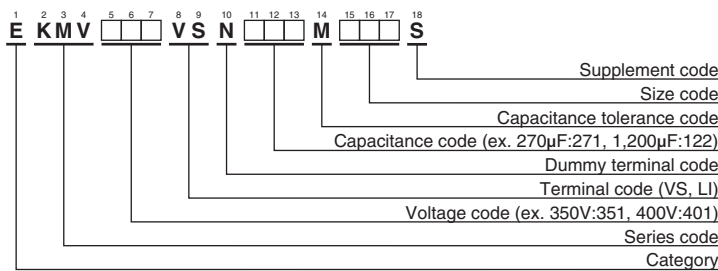 1 2 3 4 5 6 7 8 9 10 11 12 13 14 15 16 17 18
E KMV VS N M S
Supplement code
Size code
Capacitance tolerance code
Capacitance code (ex. 270μF:271, 1,200μF:122)
Dummy terminal code
Terminal code (VS, LI)
Voltage code (ex. 350V:351, 400V:401)
Series code
Category